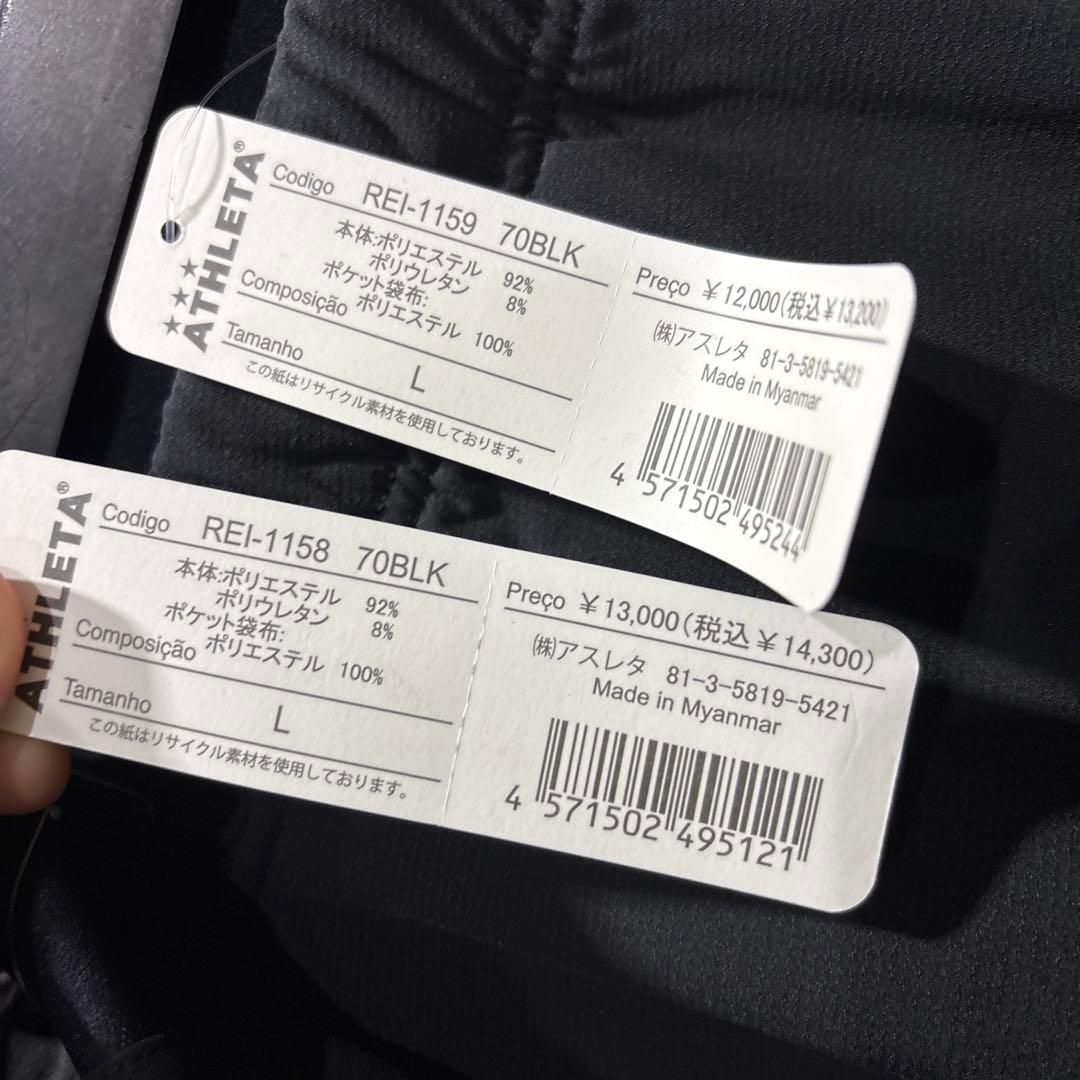 ATHLETA®
Codigo REI-1159 70BLK
本体:ポリエステル 92%
ポリウレタン 8%
ポケット袋布:
Composição ポリエステル 100%
Tamanho L
この紙はリサイクル素材を使用しております。
Preço ￥12,000(税込￥13,200)
㈱アスレタ 81-3-5819-5421
Made in Myanmar
4 571502 495244
ATHLETA®
Codigo REI-1158 70BLK
本体:ポリエステル 92%
ポリウレタン 8%
ポケット袋布:
Composição ポリエステル 100%
Tamanho L
この紙はリサイクル素材を使用しております。
Preço ￥13,000(税込￥14,300)
㈱アスレタ 81-3-5819-5421
Made in Myanmar
4 571502 495121